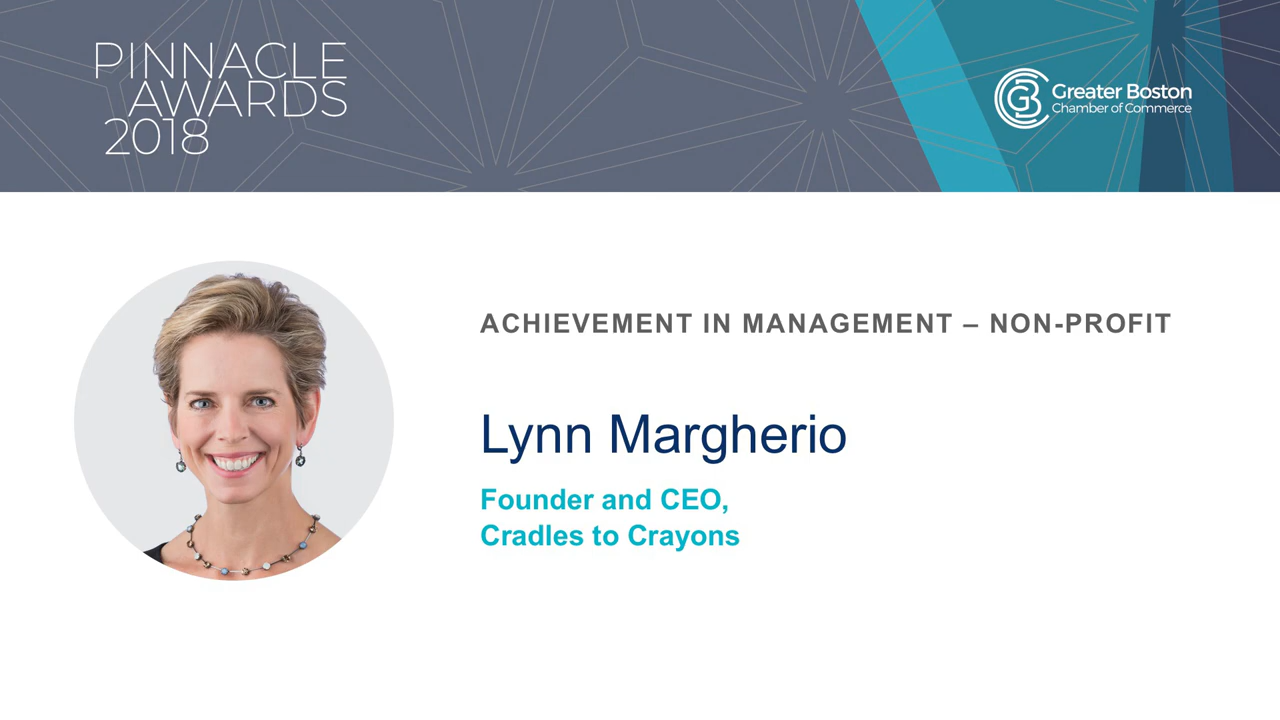 PINNACLE
AWARDS
2018
Greater Boston
Chamber of Commerce
ACHIEVEMENT IN MANAGEMENT – NON-PROFIT
Lynn Margherio
Founder and CEO,
Cradles to Crayons